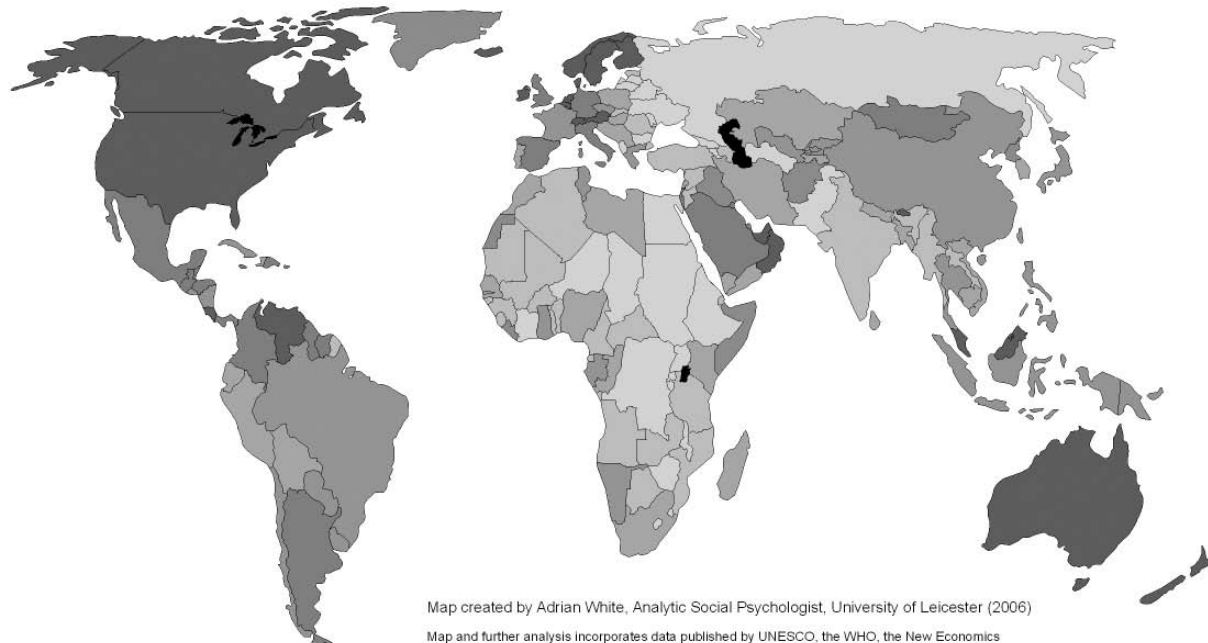 Map created by Adrian White, Analytic Social Psychologist, University of Leicester (2006)
Map and further analysis incorporates data published by UNESCO, the WHO, the New Economics